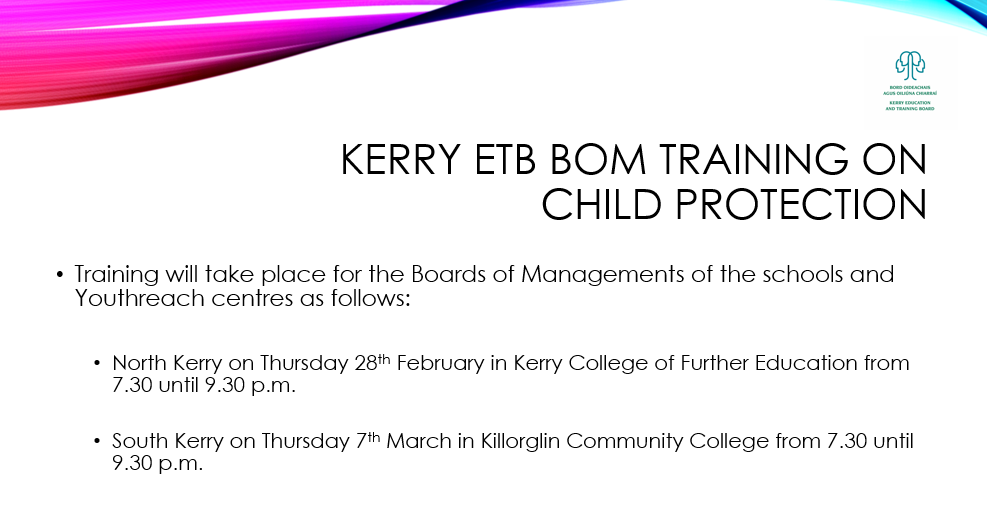 BORD OIDEACHAIS
AGUS OILIÚNA CHIARRAÍ
KERRY EDUCATION
AND TRAINING BOARD
KERRY ETB BOM TRAINING ON
CHILD PROTECTION
• Training will take place for the Boards of Managements of the schools and
Youthreach centres as follows:
• North Kerry on Thursday 28th February in Kerry College of Further Education from
7.30 until 9.30 p.m.
• South Kerry on Thursday 7th March in Killorglin Community College from 7.30 until
9.30 p.m.